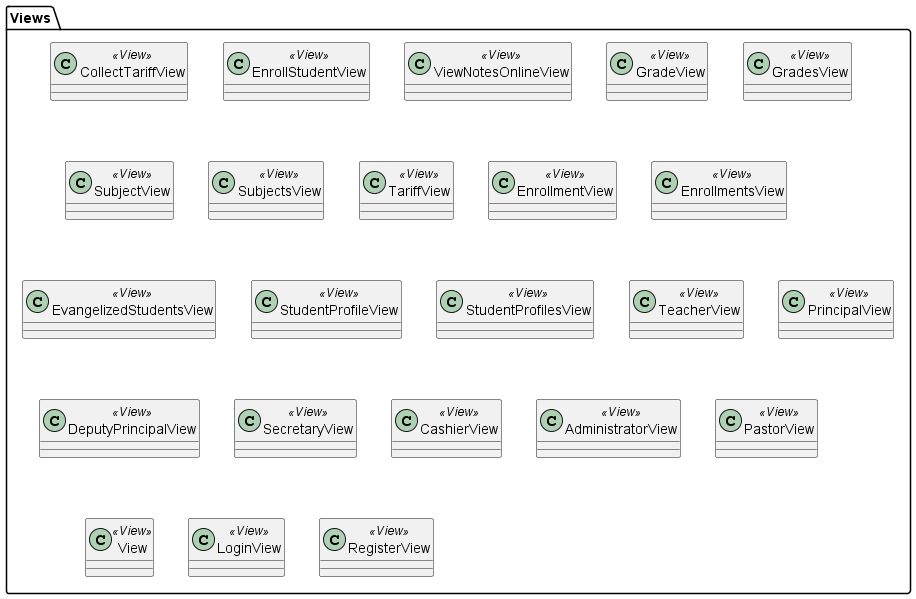 Views
C «View» CollectTariffView
C «View» EnrollStudentView
C «View» ViewNotesOnlineView
C «View» GradeView
C «View» GradesView
C «View» SubjectView
C «View» SubjectsView
C «View» TariffView
C «View» EnrollmentView
C «View» EnrollmentsView
C «View» EvangelizedStudentsView
C «View» StudentProfileView
C «View» StudentProfilesView
C «View» TeacherView
C «View» PrincipalView
C «View» DeputyPrincipalView
C «View» SecretaryView
C «View» CashierView
C «View» AdministratorView
C «View» PastorView
C «View» View
C «View» LoginView
C «View» RegisterView